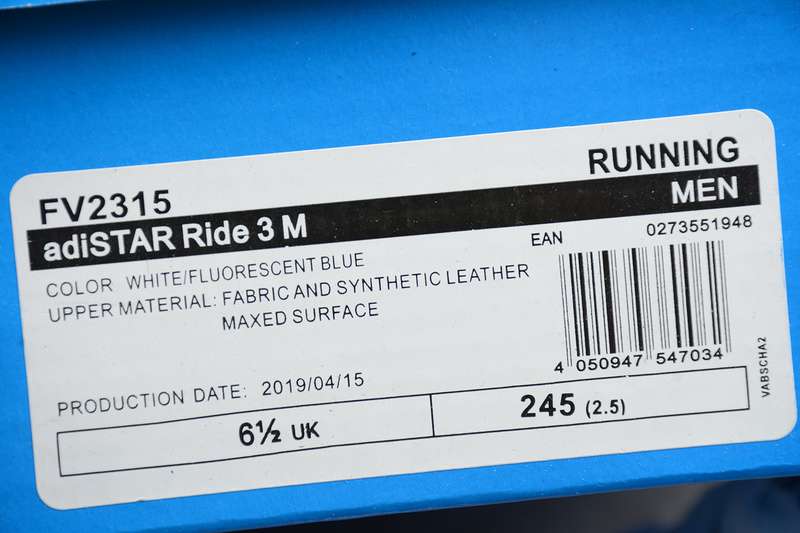 FV2315
RUNNING
adiSTAR Ride 3 M
MEN
COLOR WHITE/FLUORESCENT BLUE
EAN
0273551948
UPPER MATERIAL: FABRIC AND SYNTHETIC LEATHER
MAXED SURFACE
4 050947 547034
VABSCHA2
PRODUCTION DATE: 2019/04/15
6½ UK
245 (2.5)